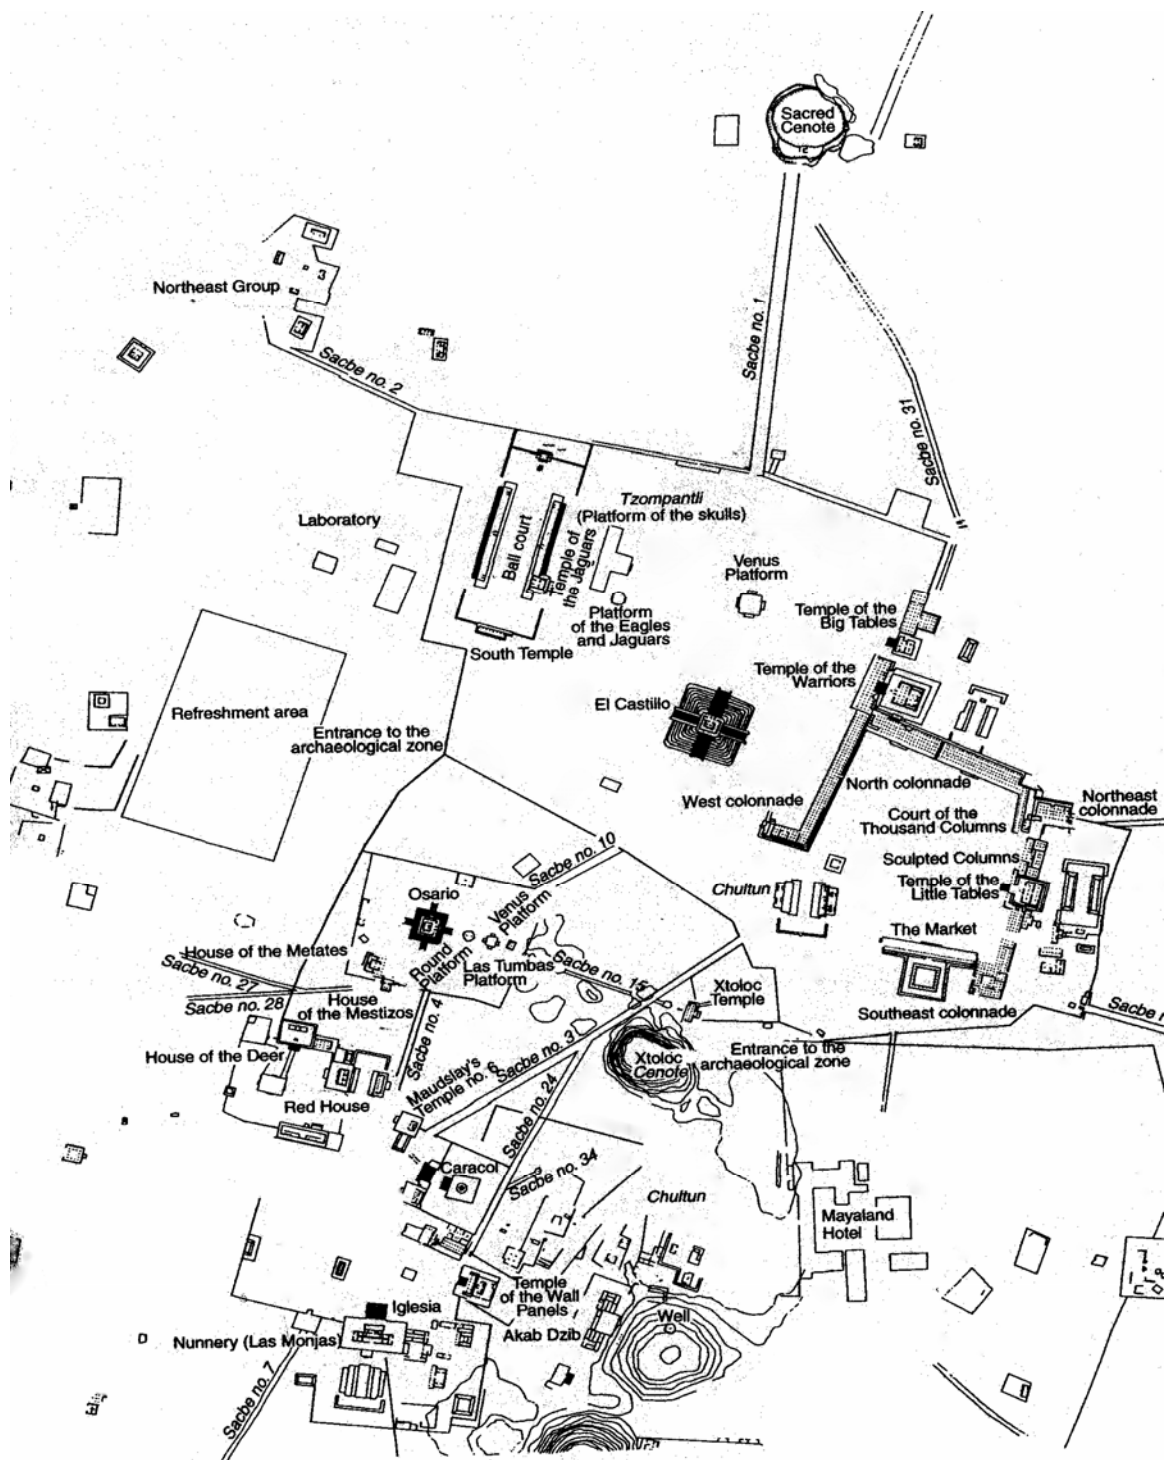 Sacred
Cenote
12
Sacbe no. 1
3
Northeast Group
Sacbe no. 2
Sacbe no. 31
Tzompantli
(Platform of the skulls)
Laboratory
Ball court
Temple of
the Jaguars
Venus
Platform
Platform
of the Eagles
and Jaguars
Temple of the
Big Tables
South Temple
Temple of the
Warriors
El Castillo
Refreshment area
Entrance to the
archaeological zone
North colonnade
West colonnade
Northeast
colonnade
Court of the
Thousand Columns
Sculpted Columns
Sacbe no. 10
Temple of the
Little Tables
Chultun
Osario
Venus
Platform
The Market
House of the Metates
Round
Platform
Las Tumbas
Platform
Sacbe no. 15
Sacbe no. 27
Sacbe no. 28
House
of the Mestizos
Sacbe no. 4
Xtoloc
Temple
Southeast colonnade
Sacbe
House of the Deer
Maudslay's
Temple no. 6
Sacbe no. 3
Xtoloc
Cenote
Entrance to the
archaeological zone
Red House
Sacbe no. 24
Caracol
Sacbe no. 34
Chultun
Mayaland
Hotel
Temple
of the Wall
Panels
Iglesia
Well
Akab Dzib
Nunnery (Las Monjas)
Sacbe no. 7